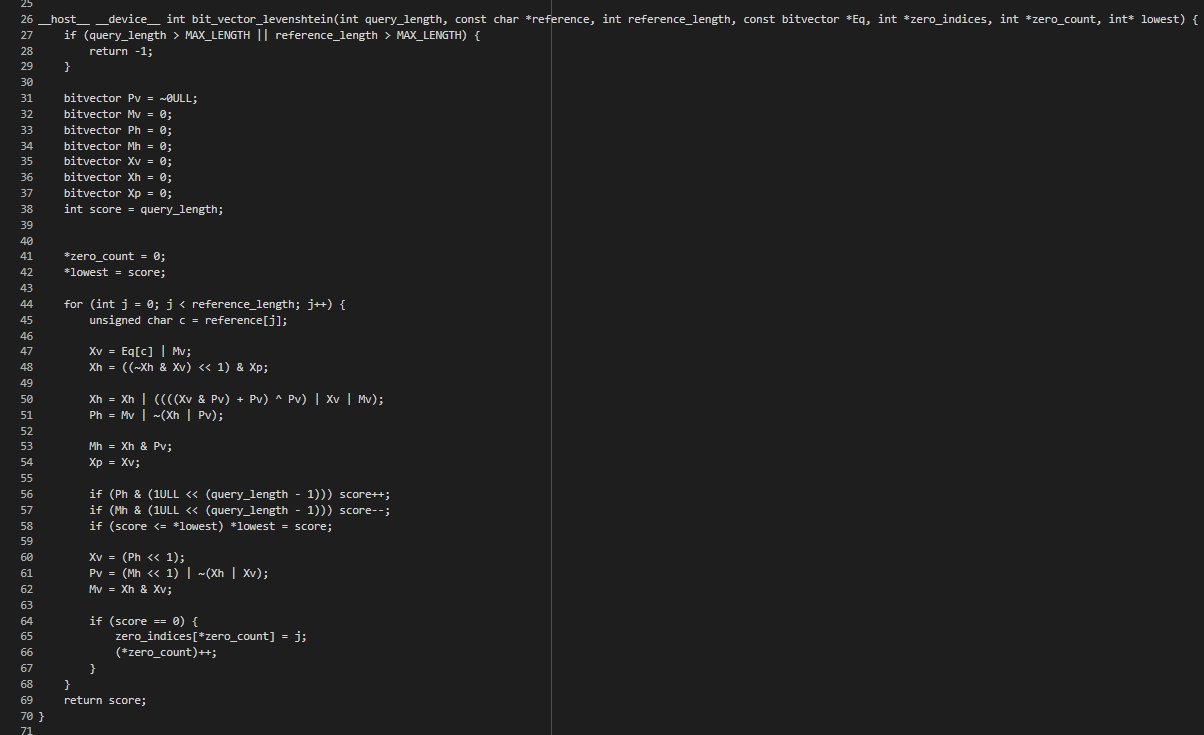 25
26 __host__ __device__ int bit_vector_levenshtein(int query_length, const char *reference, int reference_length, const bitvector *Eq, int *zero_indices, int *zero_count, int* lowest) {
27     if (query_length > MAX_LENGTH || reference_length > MAX_LENGTH) {
28         return -1;
29     }
30
31     bitvector Pv = ~0ULL;
32     bitvector Mv = 0;
33     bitvector Ph = 0;
34     bitvector Mh = 0;
35     bitvector Xv = 0;
36     bitvector Xh = 0;
37     bitvector Xp = 0;
38     int score = query_length;
39
40
41     *zero_count = 0;
42     *lowest = score;
43
44     for (int j = 0; j < reference_length; j++) {
45         unsigned char c = reference[j];
46
47         Xv = Eq[c] | Mv;
48         Xh = ((~Xh & Xv) << 1) & Xp;
49
50         Xh = Xh | ((((Xv & Pv) + Pv) ^ Pv) | Xv | Mv);
51         Ph = Mv | ~(Xh | Pv);
52
53         Mh = Xh & Pv;
54         Xp = Xv;
55
56         if (Ph & (1ULL << (query_length - 1))) score++;
57         if (Mh & (1ULL << (query_length - 1))) score--;
58         if (score <= *lowest) *lowest = score;
59
60         Xv = (Ph << 1);
61         Pv = (Mh << 1) | ~(Xh | Xv);
62         Mv = Xh & Xv;
63
64         if (score == 0) {
65             zero_indices[*zero_count] = j;
66             (*zero_count)++;
67         }
68     }
69     return score;
70 }
71